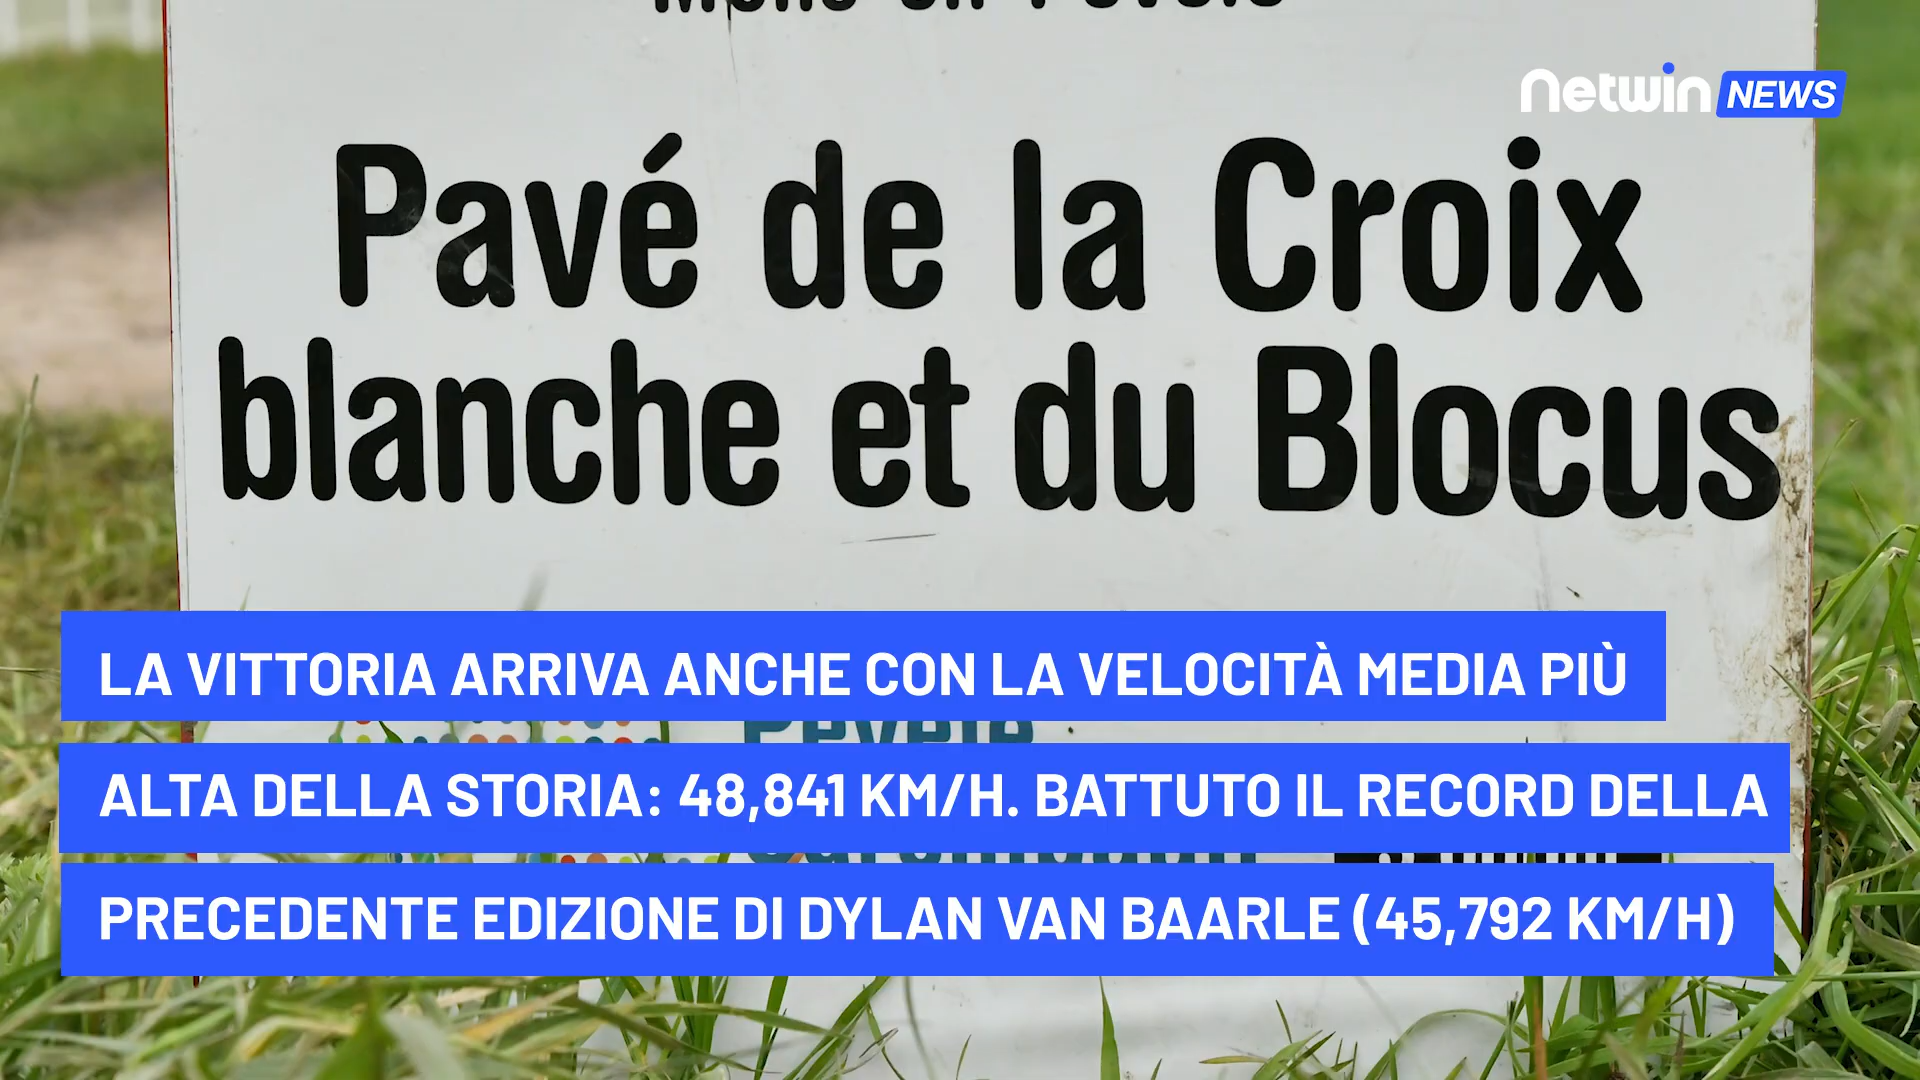 netwin NEWS
Pavé de la Croix
blanche et du Blocus
LA VITTORIA ARRIVA ANCHE CON LA VELOCITÀ MEDIA PIÙ
Pévèle
ALTA DELLA STORIA: 48,841 KM/H. BATTUTO IL RECORD DELLA
PRECEDENTE EDIZIONE DI DYLAN VAN BAARLE (45,792 KM/H)